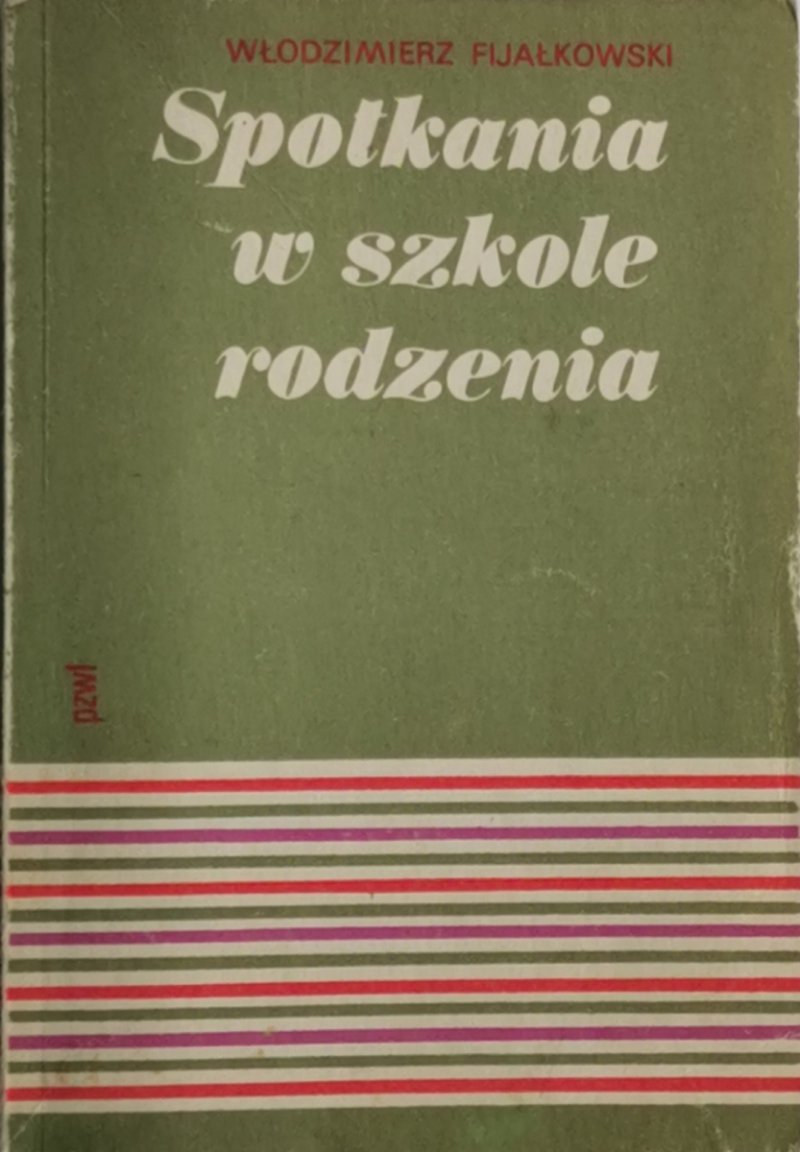 WŁODZIMIERZ FIJAŁKOWSKI
Spotkania
w szkole
rodzenia
pzwl